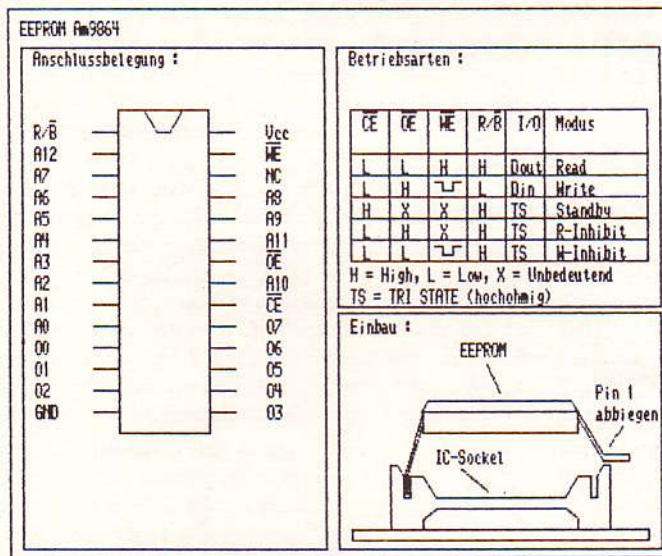 EEPROM Am9864
Anschlussbelegung :
R/B̅ Vcc
A12 W̅E̅
A7 NC
A6 A8
A5 A9
A4 A11
A3 O̅E̅
A2 A10
A1 C̅E̅
A0 O7
O0 O6
O1 O5
O2 O4
GND O3
Betriebsarten :
C̅E̅ O̅E̅ W̅E̅ R/B̅ I/O Modus
L L H H Dout Read
L H L Din Write
H X X H TS Standby
L H X H TS R-Inhibit
L L H TS W-Inhibit
H = High, L = Low, X = Unbedeutend
TS = TRI STATE (hochohmig)
Einbau :
EEPROM
Pin 1
abbiegen
IC-Sockel